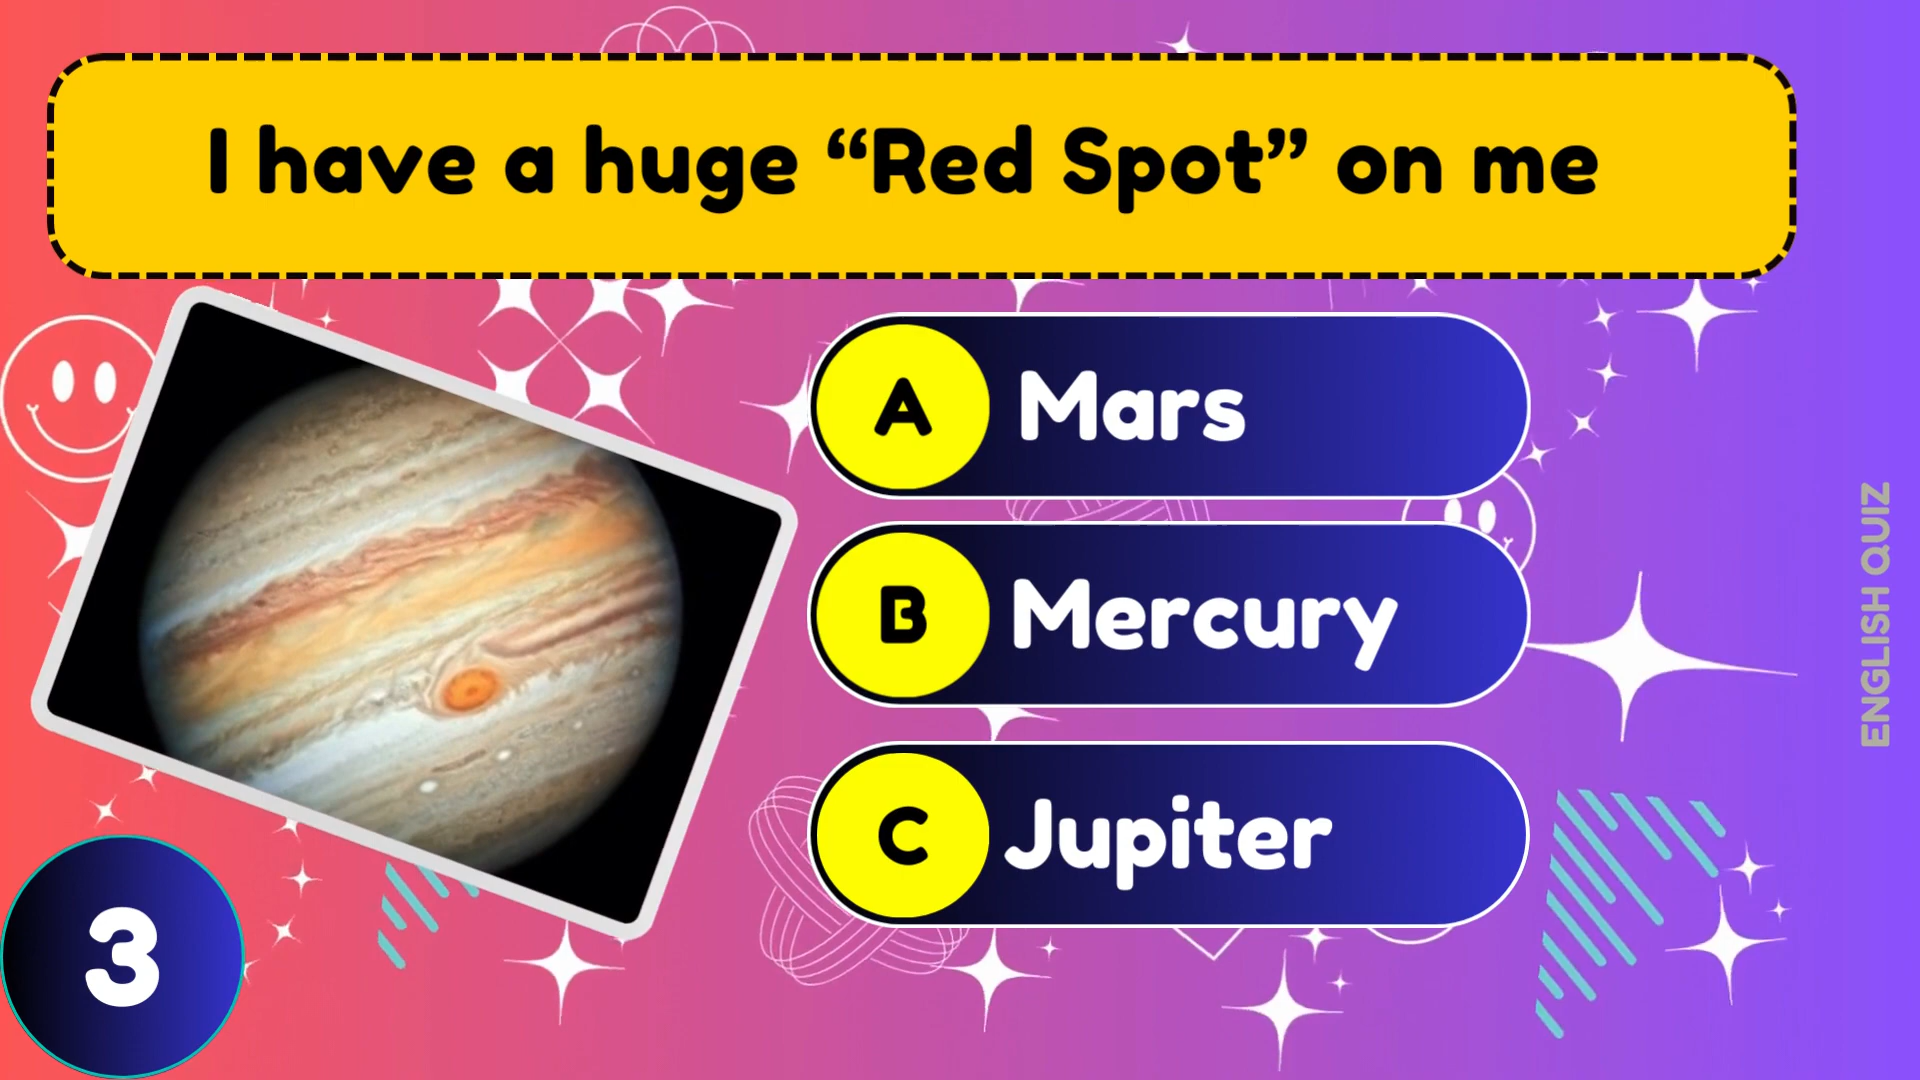 I have a huge “Red Spot” on me
A Mars
B Mercury
C Jupiter
3
ENGLISH QUIZ